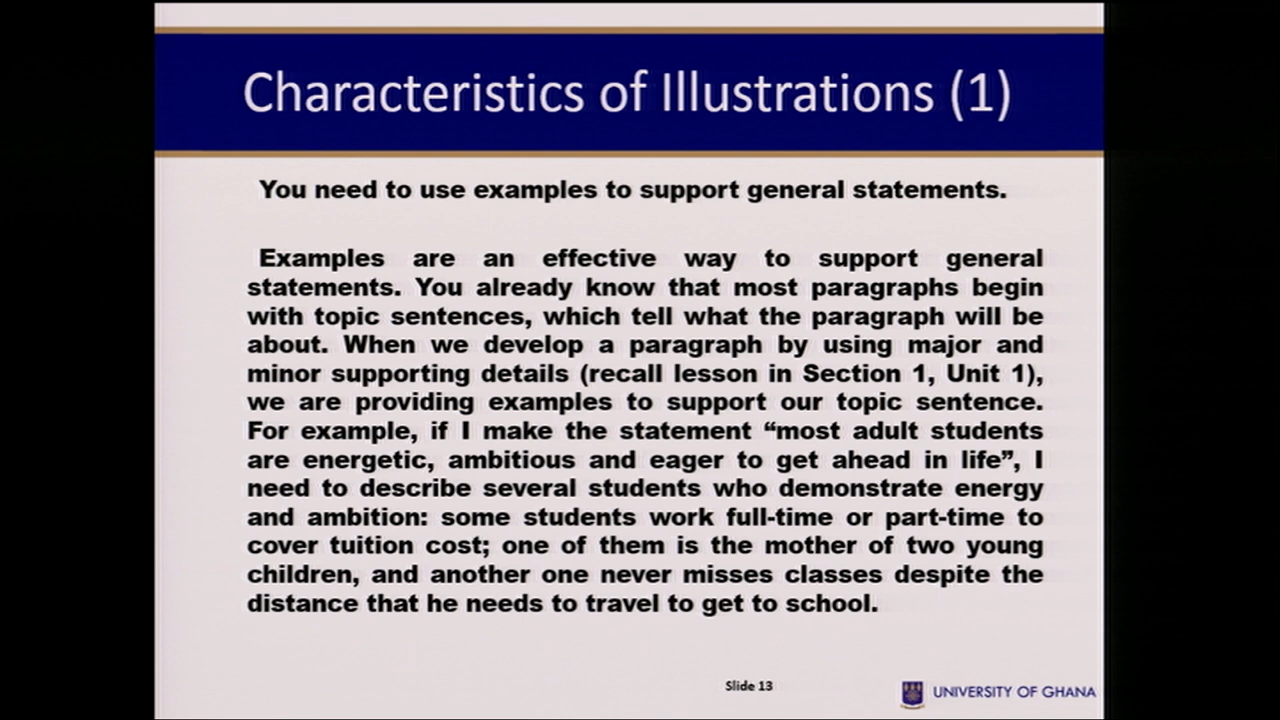 Characteristics of Illustrations (1)
You need to use examples to support general statements.
Examples are an effective way to support general
statements. You already know that most paragraphs begin
with topic sentences, which tell what the paragraph will be
about. When we develop a paragraph by using major and
minor supporting details (recall lesson in Section 1, Unit 1),
we are providing examples to support our topic sentence.
For example, if I make the statement “most adult students
are energetic, ambitious and eager to get ahead in life”, I
need to describe several students who demonstrate energy
and ambition: some students work full-time or part-time to
cover tuition cost; one of them is the mother of two young
children, and another one never misses classes despite the
distance that he needs to travel to get to school.
Slide 13
UNIVERSITY OF GHANA